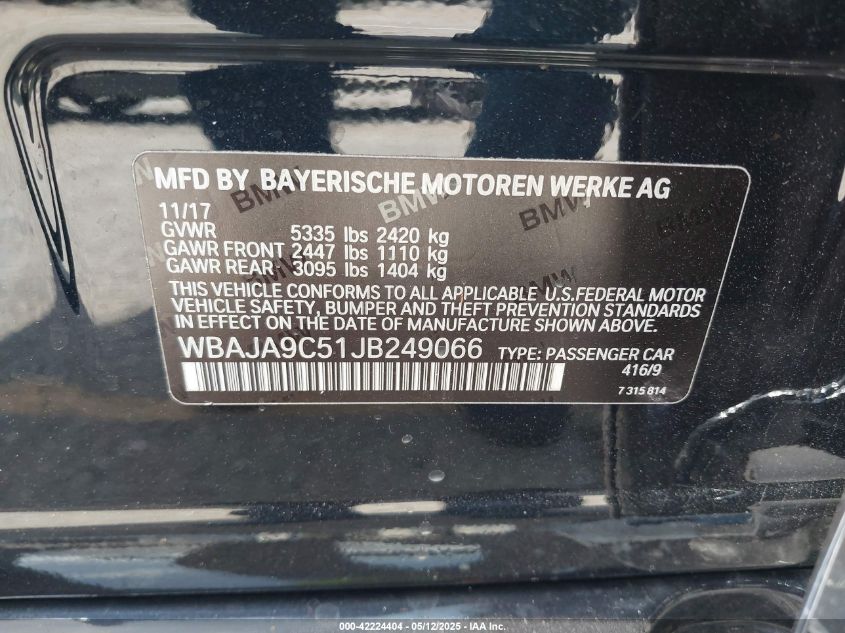 MFD BY BAYERISCHE MOTOREN WERKE AG
11/17
GVWR 5335 lbs 2420 kg
GAWR FRONT 2447 lbs 1110 kg
GAWR REAR 3095 lbs 1404 kg
THIS VEHICLE CONFORMS TO ALL APPLICABLE U.S.FEDERAL MOTOR
VEHICLE SAFETY, BUMPER AND THEFT PREVENTION STANDARDS
IN EFFECT ON THE DATE OF MANUFACTURE SHOWN ABOVE.
WBAJA9C51JB249066 TYPE: PASSENGER CAR
416/9
7 315 814
000-42224404 - 05/12/2025 - IAA Inc.